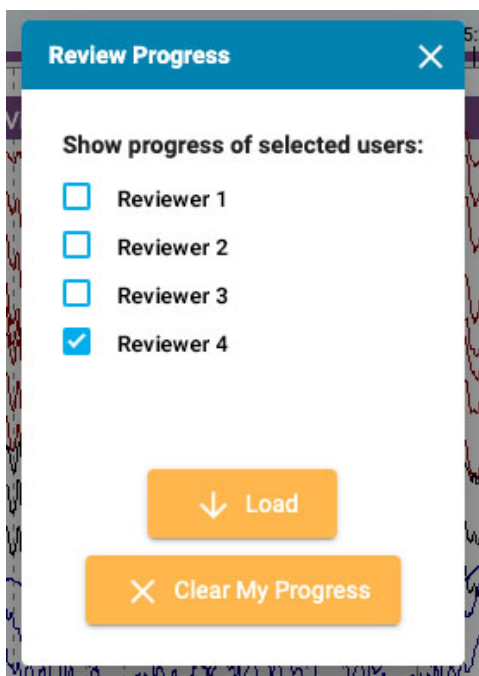 Review Progress
Show progress of selected users:
Reviewer 1
Reviewer 2
Reviewer 3
Reviewer 4
Load
Clear My Progress